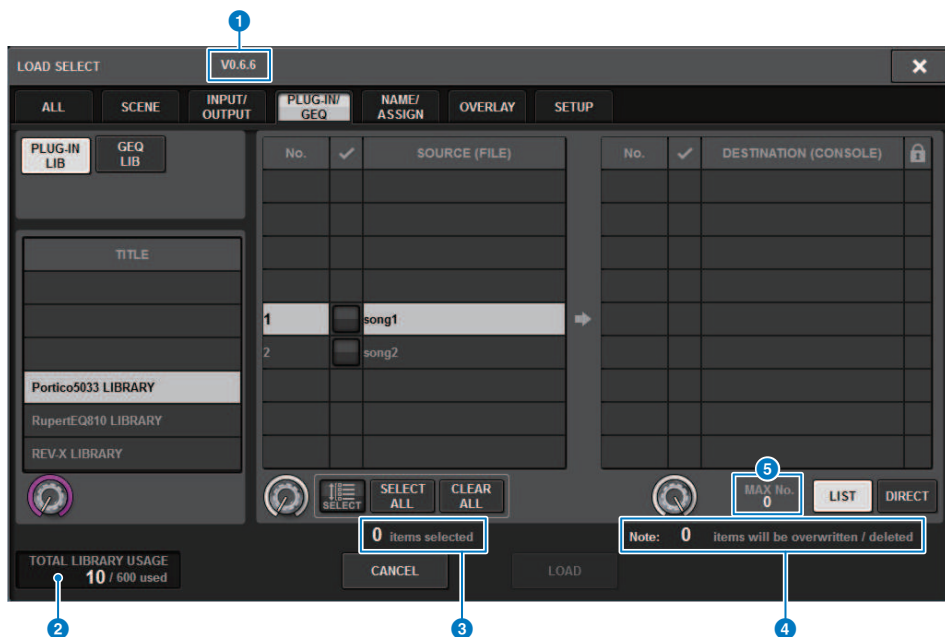 1
LOAD SELECT V0.6.6
ALL SCENE INPUT/ OUTPUT PLUG-IN/ GEQ NAME/ ASSIGN OVERLAY SETUP
PLUG-IN LIB GEQ LIB
No. ✓ SOURCE (FILE) No. ✓ DESTINATION (CONSOLE)
TITLE
1 song1
2 song2
Portico5033 LIBRARY
RupertEQ810 LIBRARY
REV-X LIBRARY
5
SELECT SELECT ALL CLEAR ALL MAX No. 0 LIST DIRECT
0 items selected Note: 0 items will be overwritten / deleted
TOTAL LIBRARY USAGE
10 / 600 used
CANCEL LOAD
2 3 4